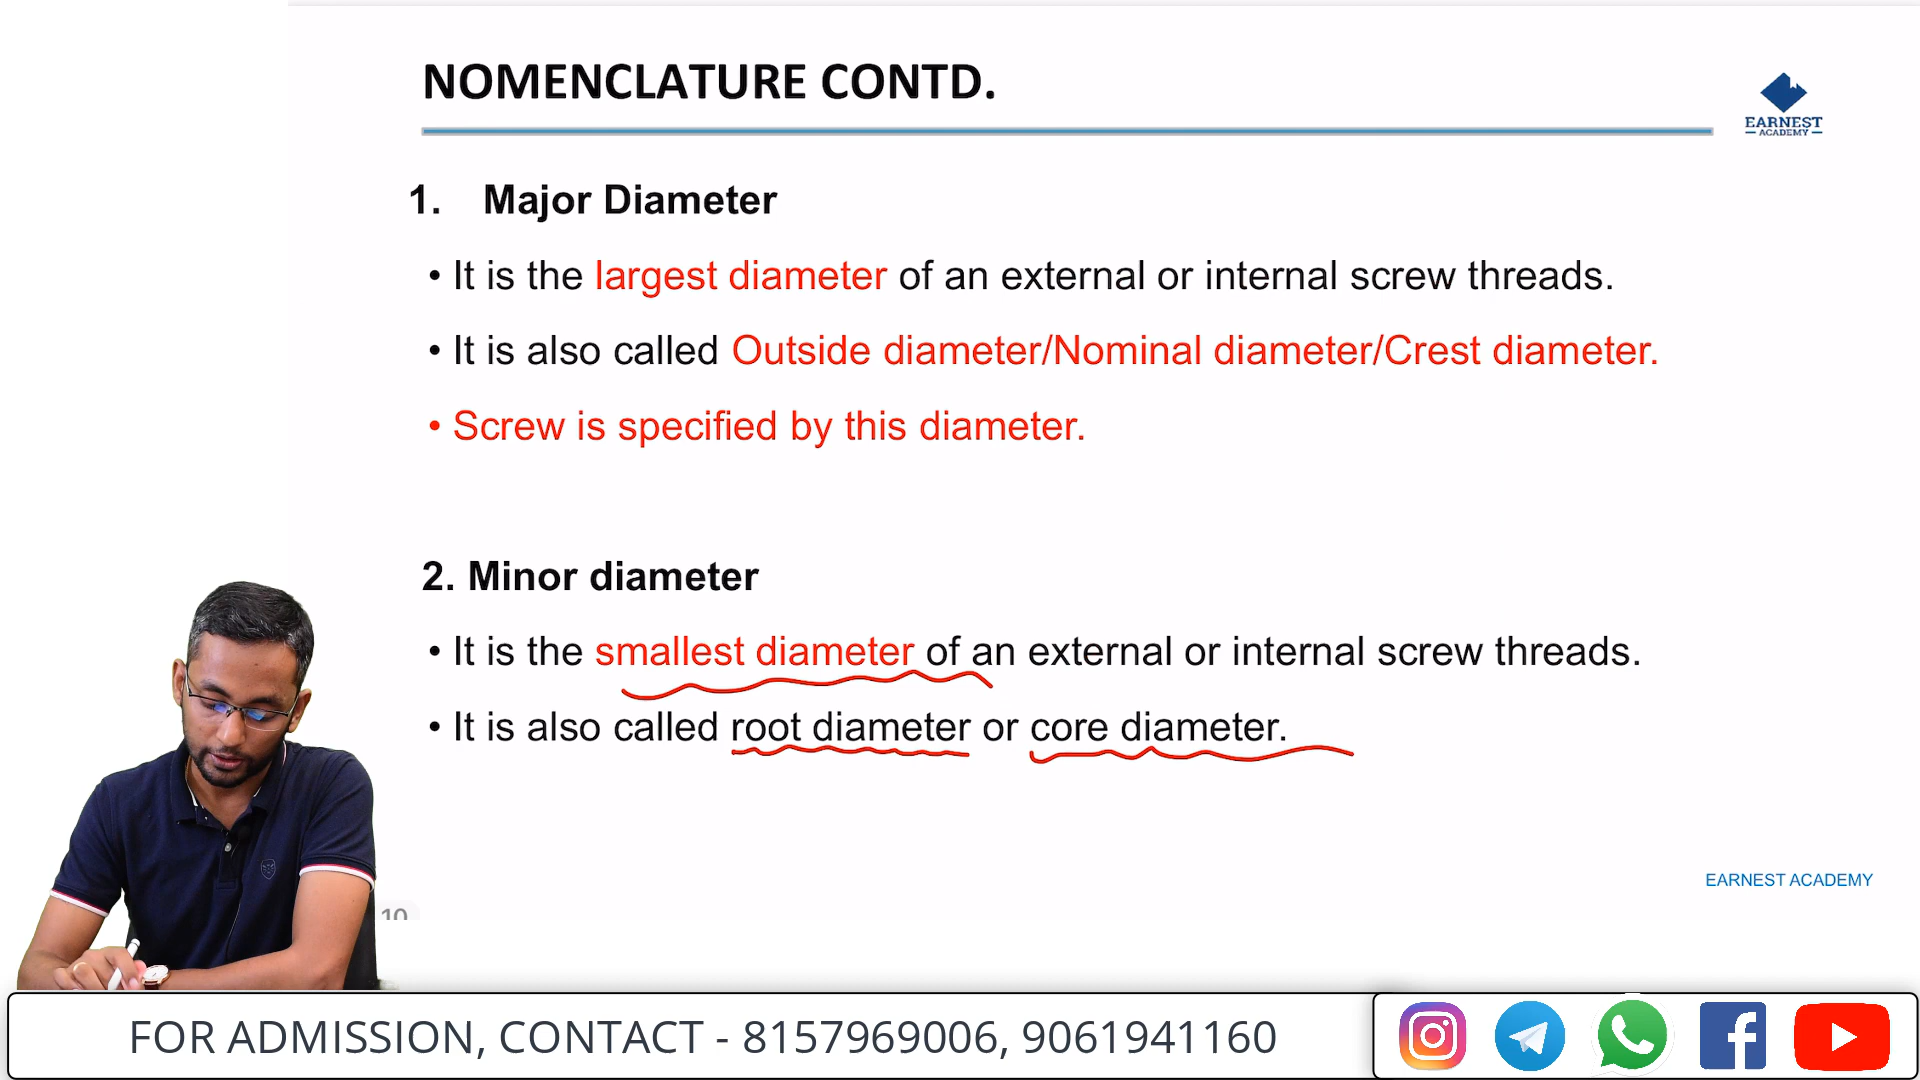 NOMENCLATURE CONTD.
EARNEST
ACADEMY
1. Major Diameter
• It is the largest diameter of an external or internal screw threads.
• It is also called Outside diameter/Nominal diameter/Crest diameter.
• Screw is specified by this diameter.
2. Minor diameter
• It is the smallest diameter of an external or internal screw threads.
• It is also called root diameter or core diameter.
EARNEST ACADEMY
10
FOR ADMISSION, CONTACT - 8157969006, 9061941160